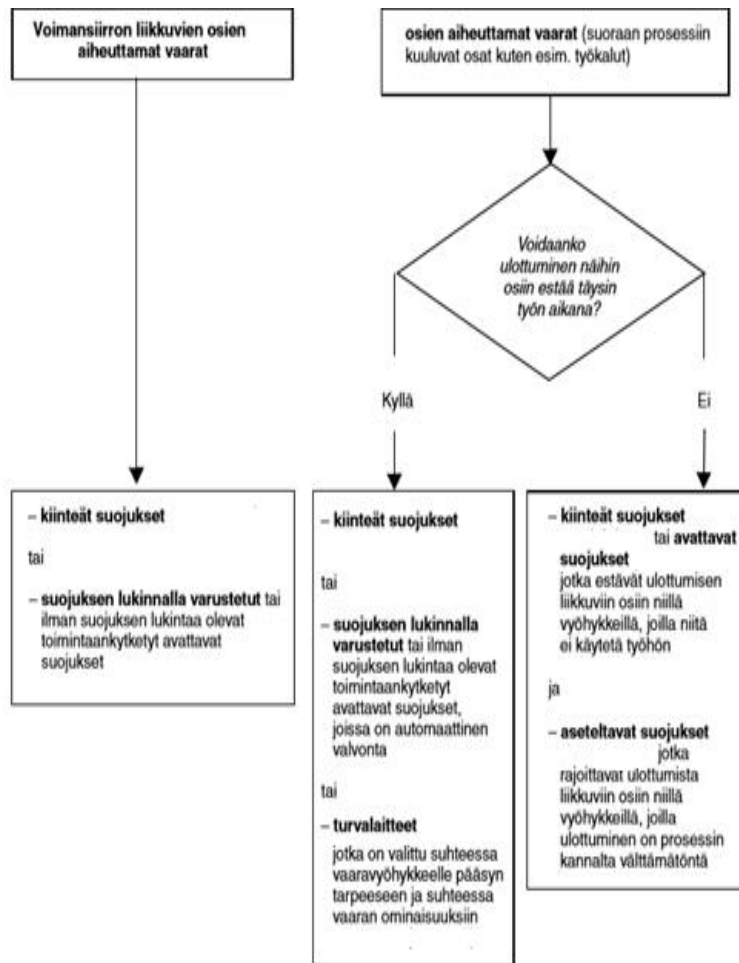 Voimansiirron liikkuvien osien
aiheuttamat vaarat
osien aiheuttamat vaarat (suoraan prosessiin
kuuluvat osat kuten esim. työkalut)
Voidaanko
ulottuminen näihin
osiin estää täysin
työn aikana?
Kyllä
Ei
– kiinteät suojukset
tai
– suojuksen lukinnalla varustetut tai
ilman suojuksen lukintaa olevat
toimintaankytketyt avattavat
suojukset
– kiinteät suojukset
tai
– suojuksen lukinnalla
varustetut tai ilman
suojuksen lukintaa olevat
toimintaankytketyt
avattavat suojukset,
joissa on automaattinen
valvonta
tai
– turvalaitteet
jotka on valittu suhteessa
vaaravyöhykkeelle pääsyn
tarpeeseen ja suhteessa
vaaran ominaisuuksiin
– kiinteät suojukset
tai avattavat
suojukset
jotka estävät ulottumisen
liikkuviin osiin niillä
vyöhykkeillä, joilla niitä
ei käytetä työhön
ja
– aseteltavat suojukset
jotka
rajoittavat ulottumista
liikkuviin osiin niillä
vyöhykkeillä, joilla
ulottuminen on prosessin
kannalta välttämätöntä